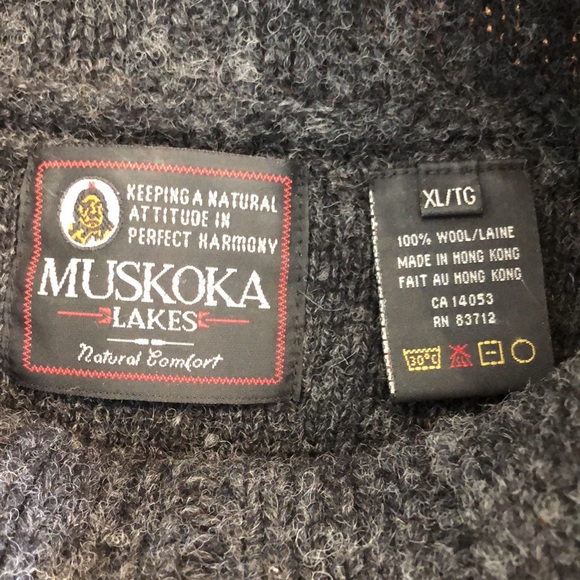 KEEPING A NATURAL
ATTITUDE IN
PERFECT HARMONY
MUSKOKA
LAKES
Natural Comfort
XL/TG
100% WOOL/LAINE
MADE IN HONG KONG
FAIT AU HONG KONG
CA 14053
RN 83712
30°C